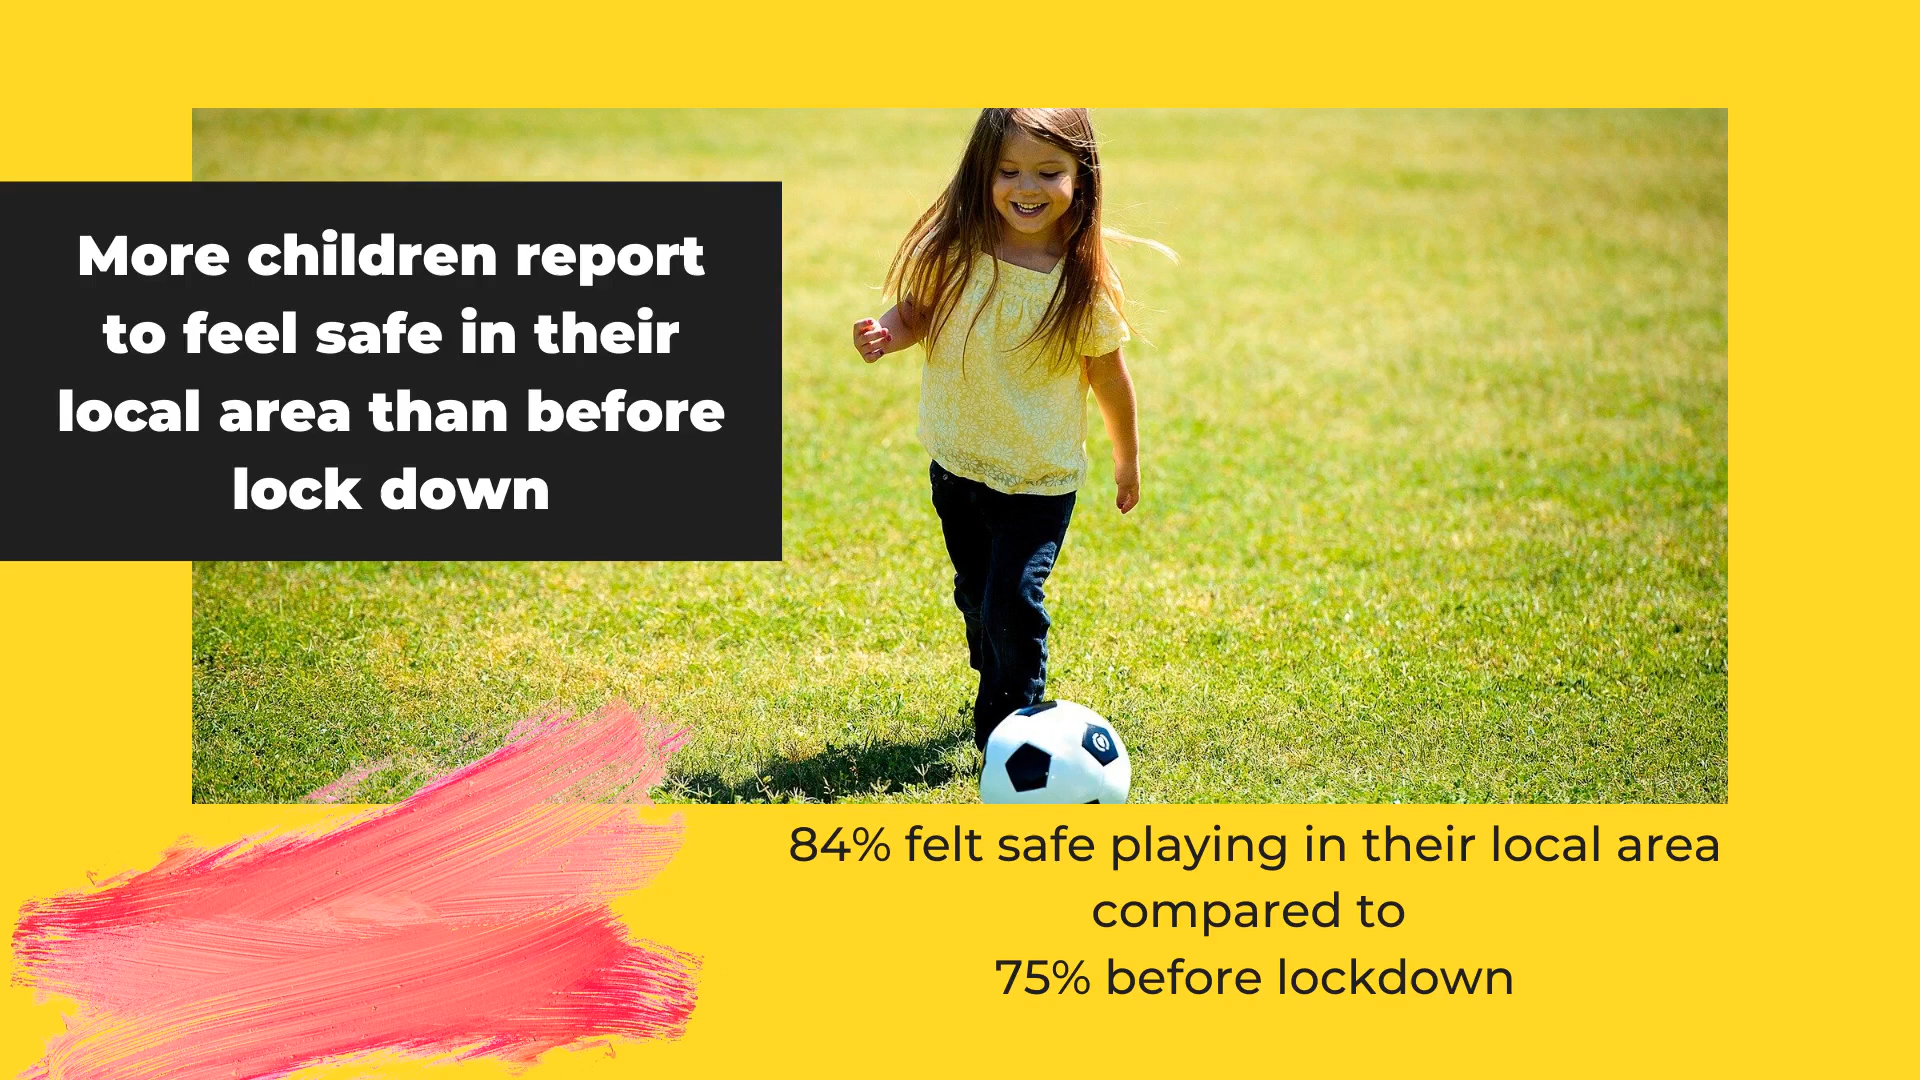 More children report
to feel safe in their
local area than before
lock down
84% felt safe playing in their local area
compared to
75% before lockdown